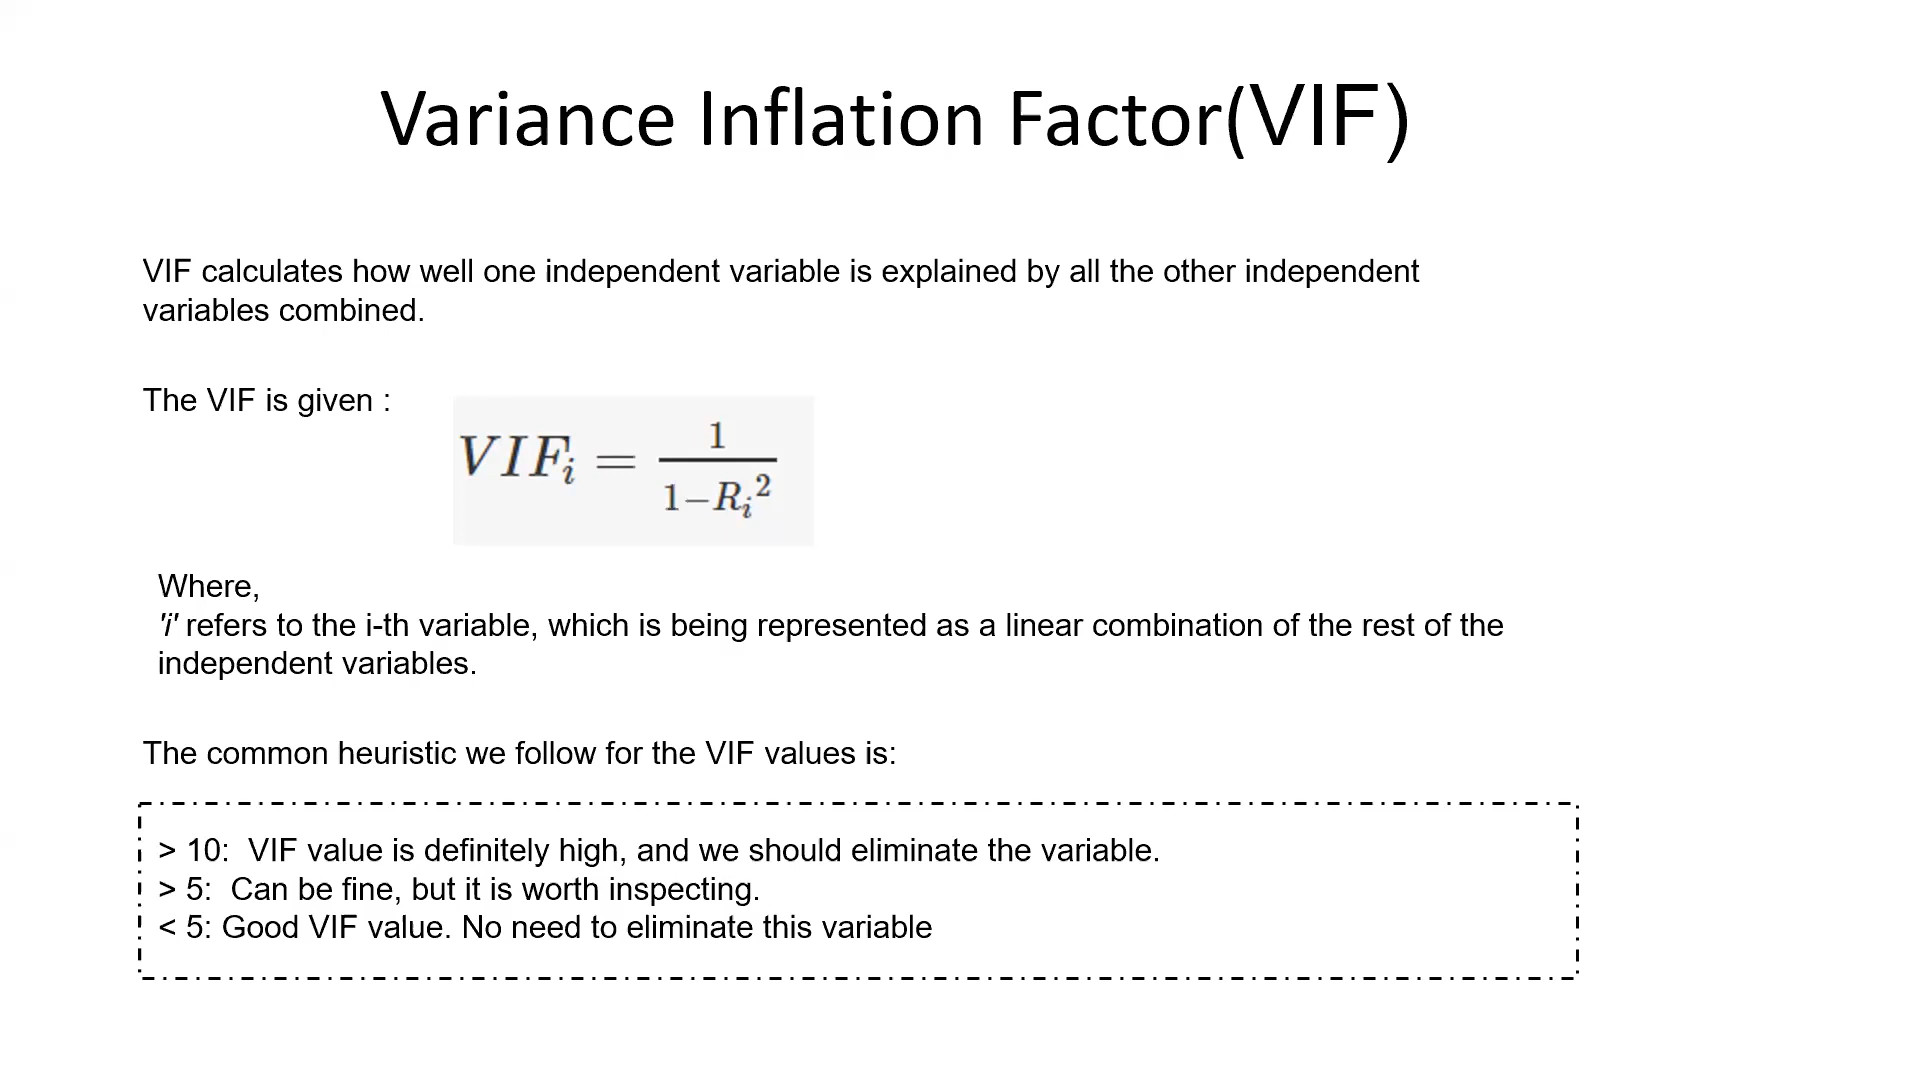 Variance Inflation Factor(VIF)
VIF calculates how well one independent variable is explained by all the other independent
variables combined.
The VIF is given :
VIFᵢ = 1 / (1−Rᵢ²)
Where,
'i' refers to the i-th variable, which is being represented as a linear combination of the rest of the
independent variables.
The common heuristic we follow for the VIF values is:
> 10:  VIF value is definitely high, and we should eliminate the variable.
> 5:  Can be fine, but it is worth inspecting.
< 5: Good VIF value. No need to eliminate this variable